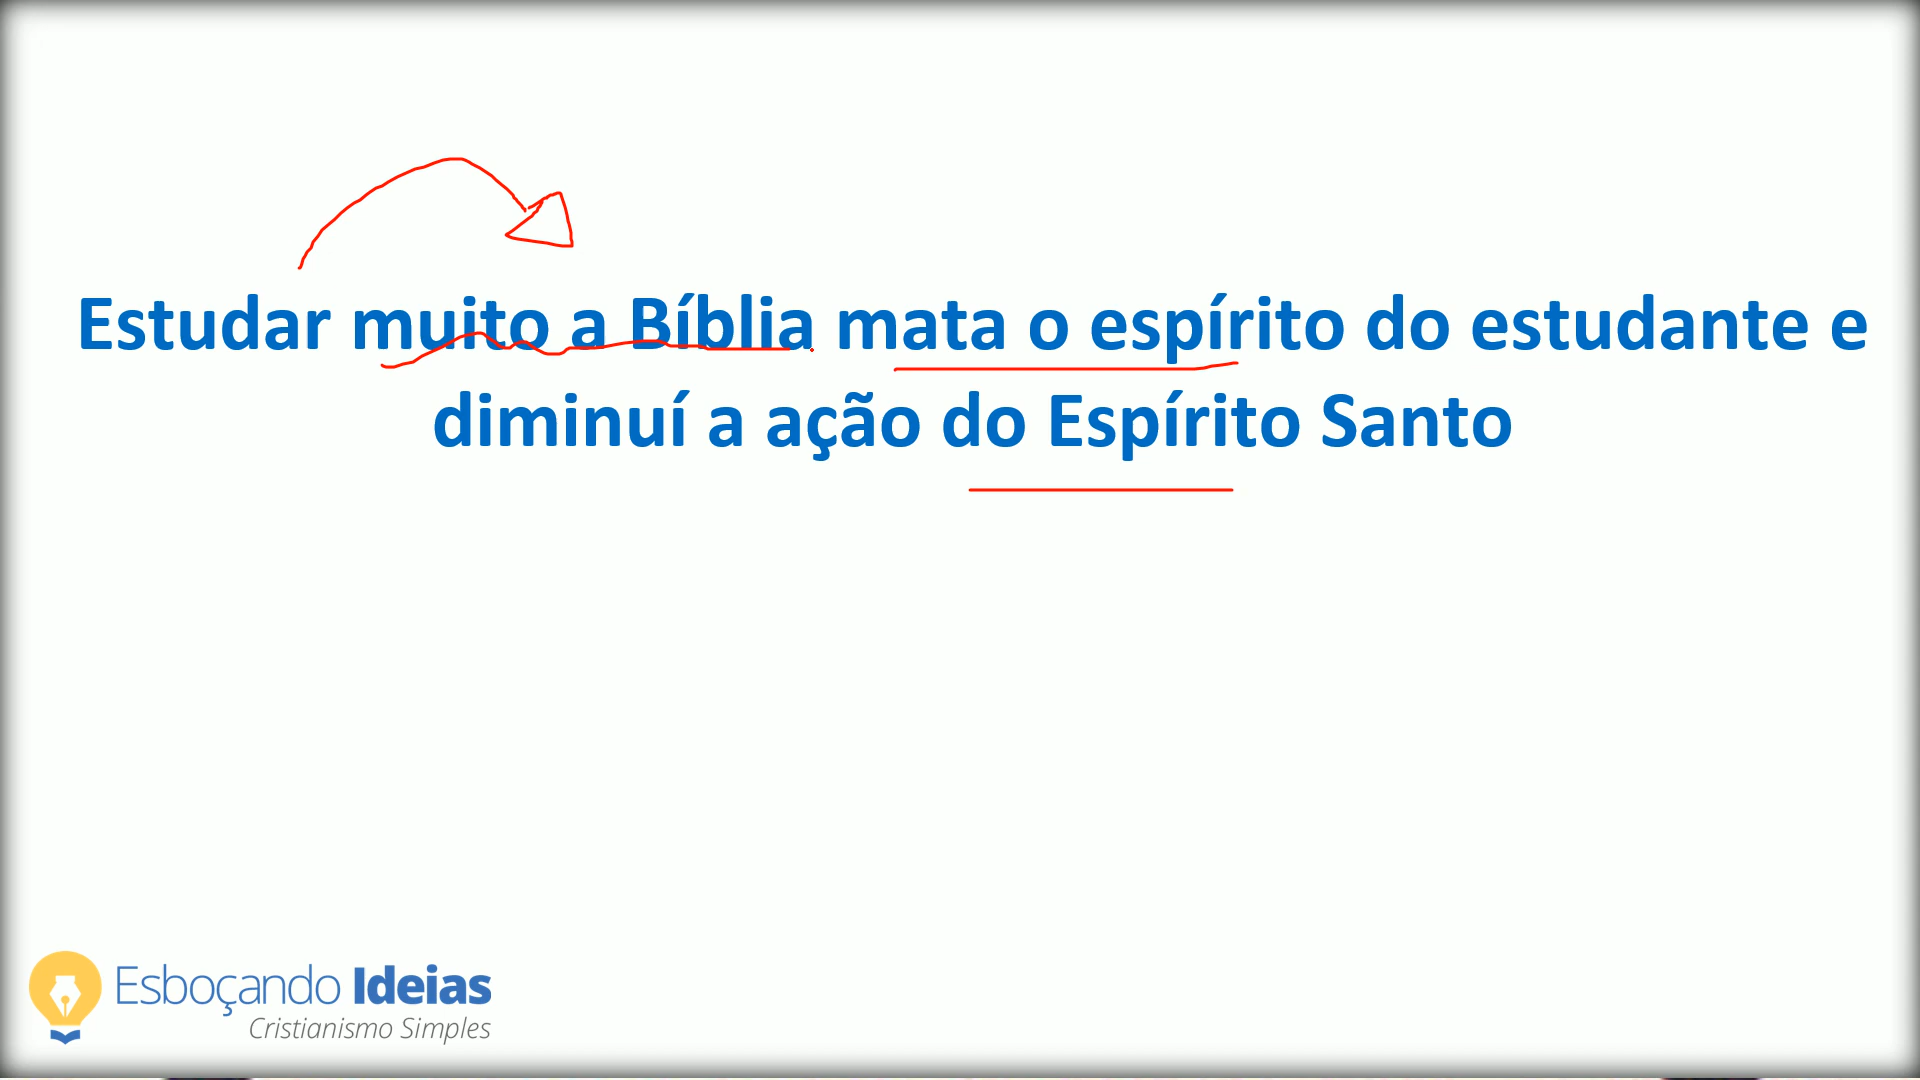 Estudar muito a Bíblia mata o espírito do estudante e
diminuí a ação do Espírito Santo
Esboçando Ideias
Cristianismo Simples